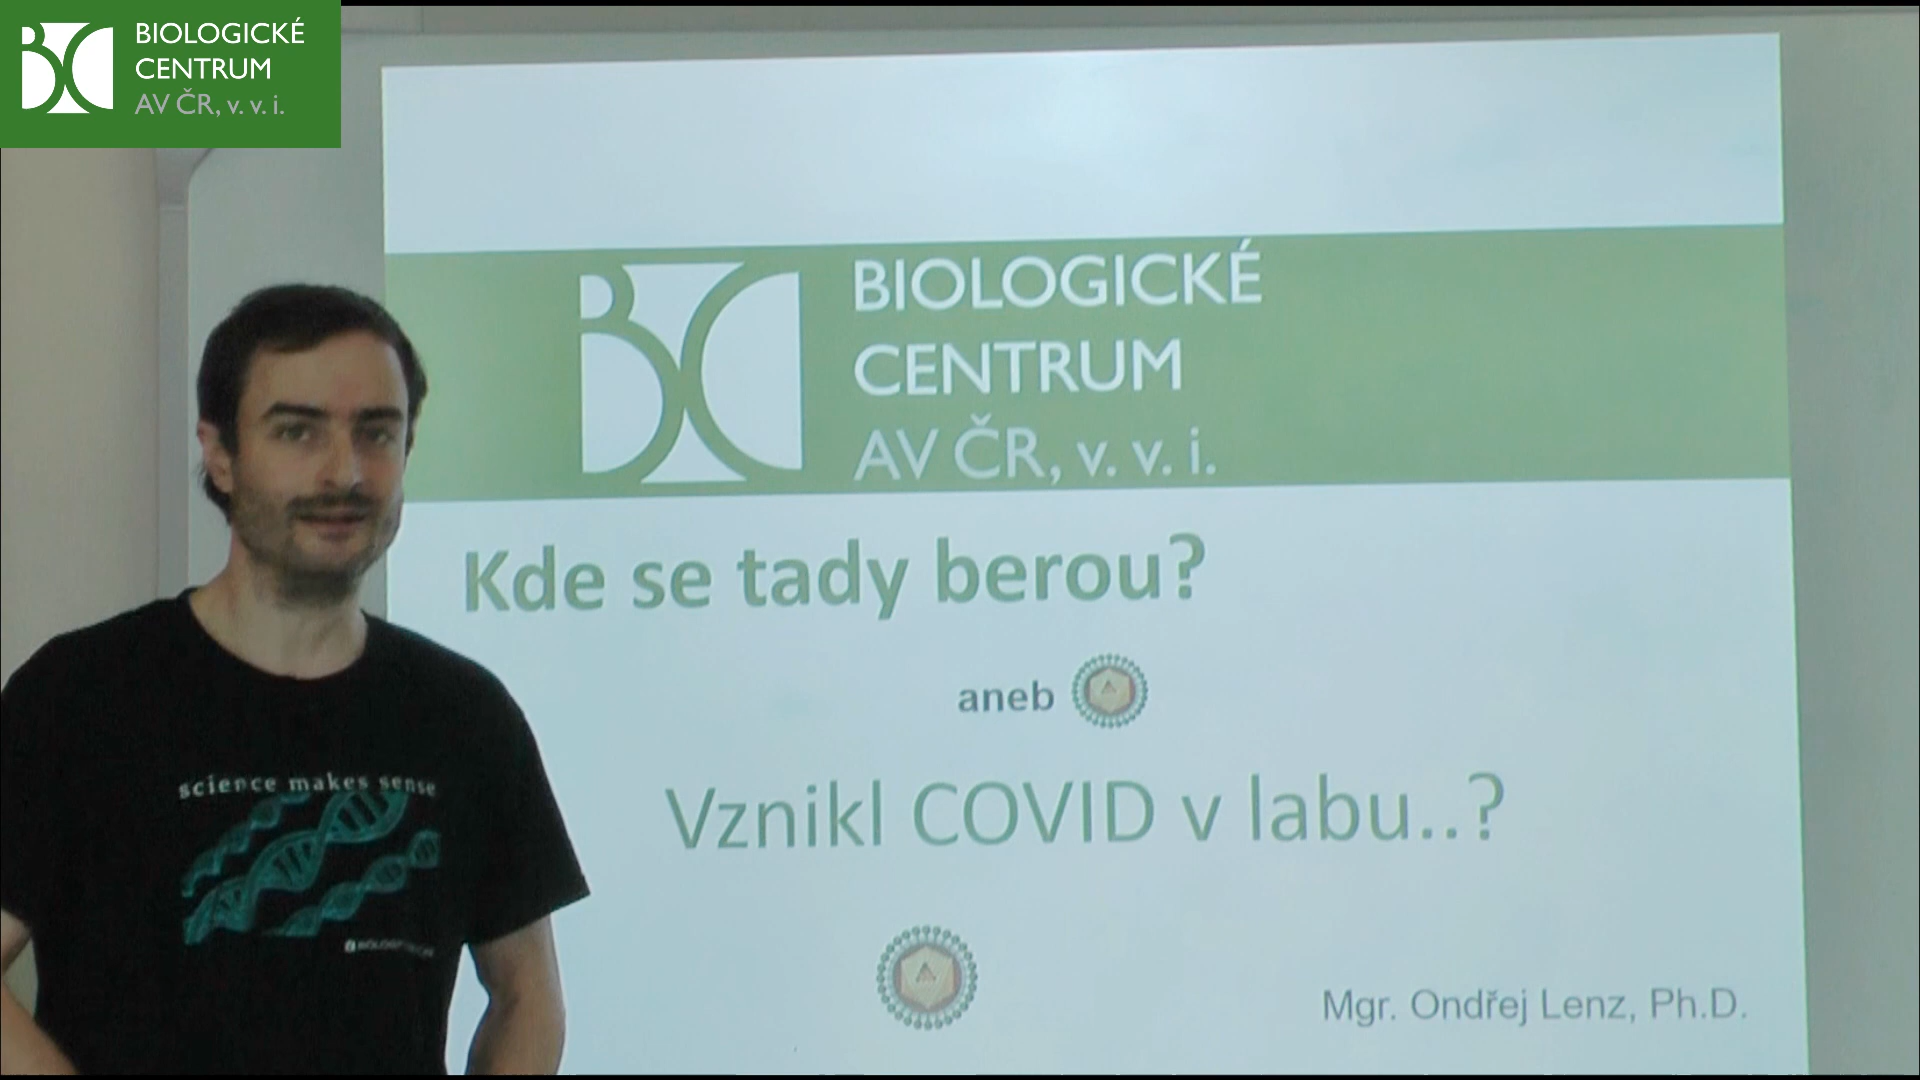 BIOLOGICKÉ
CENTRUM
AV ČR, v. v. i.
BIOLOGICKÉ
CENTRUM
AV ČR, v. v. i.
Kde se tady berou?
aneb
Vznikl COVID v labu..?
Mgr. Ondřej Lenz, Ph.D.
science makes sense